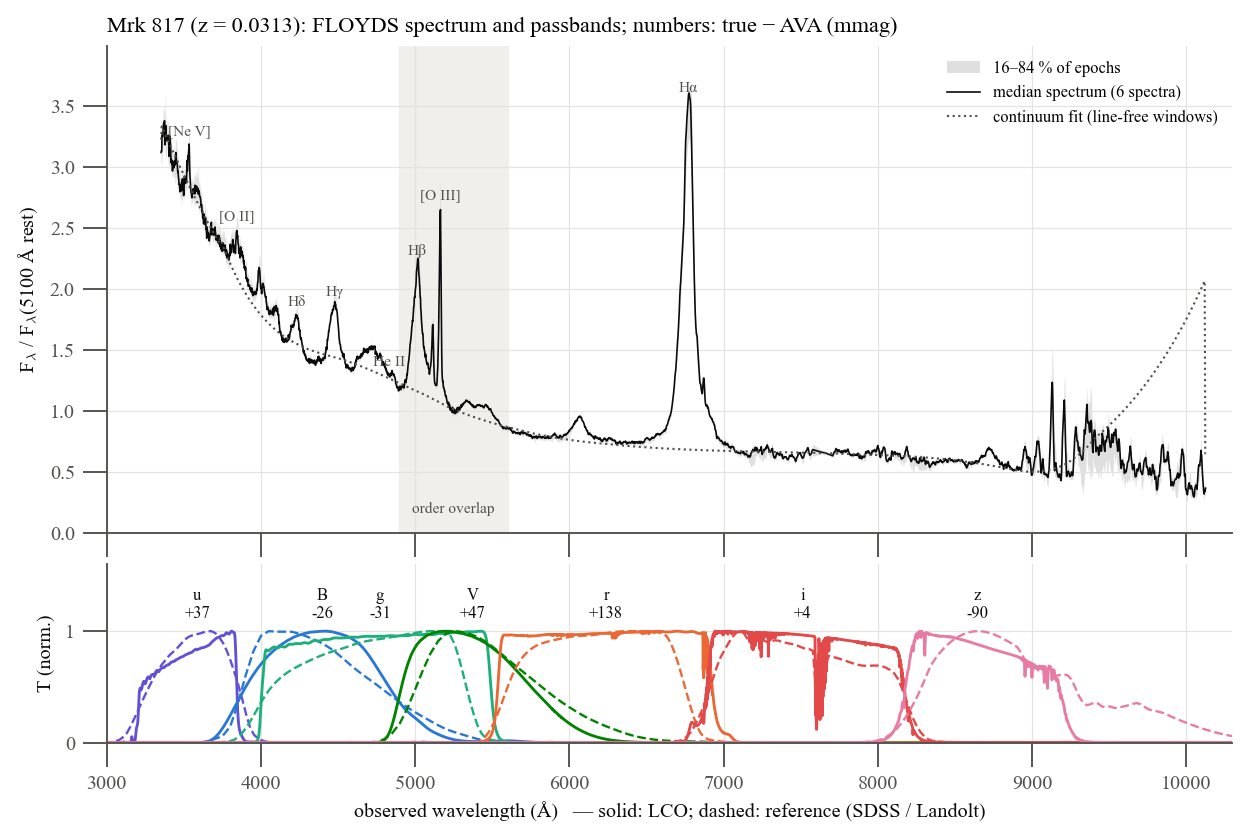 Mrk 817 (z = 0.0313): FLOYDS spectrum and passbands; numbers: true − AVA (mmag)
16–84 % of epochs
median spectrum (6 spectra)
continuum fit (line-free windows)
F_λ / F_λ(5100 Å rest)
3.5
3.0
2.5
2.0
1.5
1.0
0.5
0.0
[Ne V]
[O II]
Hδ
Hγ
He II
Hβ
[O III]
Hα
order overlap
u B g V r i z
+37 -26 -31 +47 +138 +4 -90
T (norm.)
1
0
3000 4000 5000 6000 7000 8000 9000 10000
observed wavelength (Å) — solid: LCO; dashed: reference (SDSS / Landolt)